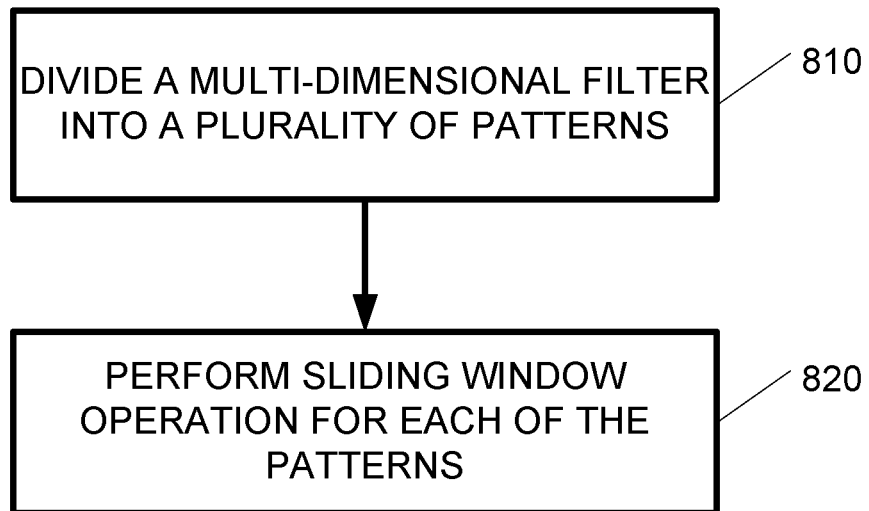 DIVIDE A MULTI-DIMENSIONAL FILTER
INTO A PLURALITY OF PATTERNS
810
PERFORM SLIDING WINDOW
OPERATION FOR EACH OF THE
PATTERNS
820